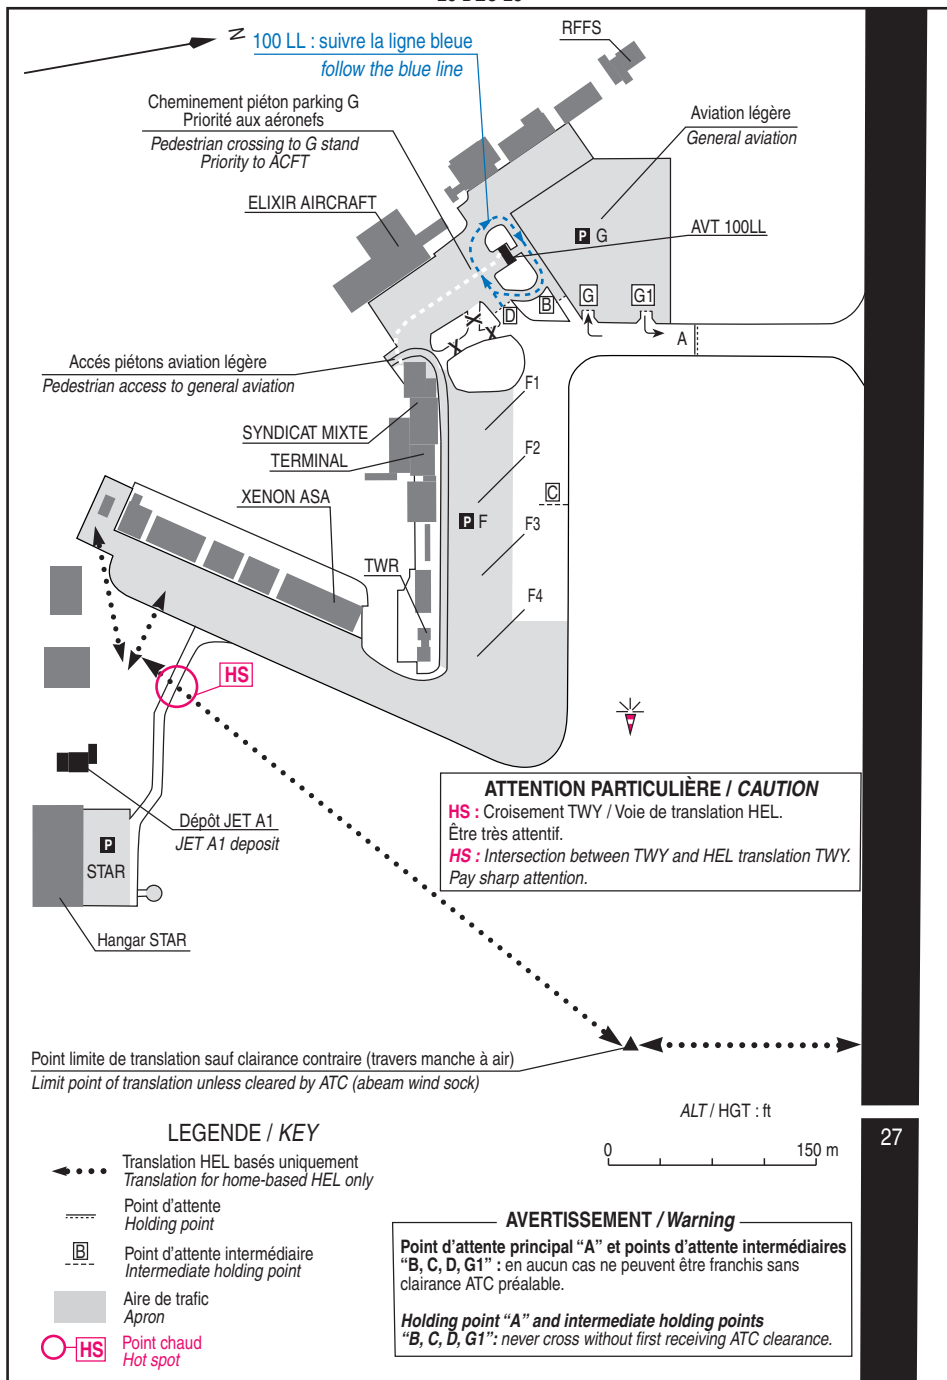 N
100 LL : suivre la ligne bleue
follow the blue line
RFFS
Cheminement piéton parking G
Priorité aux aéronefs
Pedestrian crossing to G stand
Priority to ACFT
Aviation légère
General aviation
ELIXIR AIRCRAFT
P G
AVT 100LL
G
G1
B
D
A
X
X
X
Accés piétons aviation légère
Pedestrian access to general aviation
F1
SYNDICAT MIXTE
TERMINAL
F2
XENON ASA
C
P F
F3
TWR
F4
HS
ATTENTION PARTICULIÈRE / CAUTION
HS : Croisement TWY / Voie de translation HEL.
Être très attentif.
HS : Intersection between TWY and HEL translation TWY.
Pay sharp attention.
Dépôt JET A1
JET A1 deposit
P
STAR
Hangar STAR
Point limite de translation sauf clairance contraire (travers manche à air)
Limit point of translation unless cleared by ATC (abeam wind sock)
ALT / HGT : ft
0
150 m
27
LEGENDE / KEY
Translation HEL basés uniquement
Translation for home-based HEL only
Point d'attente
Holding point
B
Point d'attente intermédiaire
Intermediate holding point
Aire de trafic
Apron
HS
Point chaud
Hot spot
AVERTISSEMENT / Warning
Point d'attente principal "A" et points d'attente intermédiaires
"B, C, D, G1" : en aucun cas ne peuvent être franchis sans
clairance ATC préalable.
Holding point "A" and intermediate holding points
"B, C, D, G1": never cross without first receiving ATC clearance.